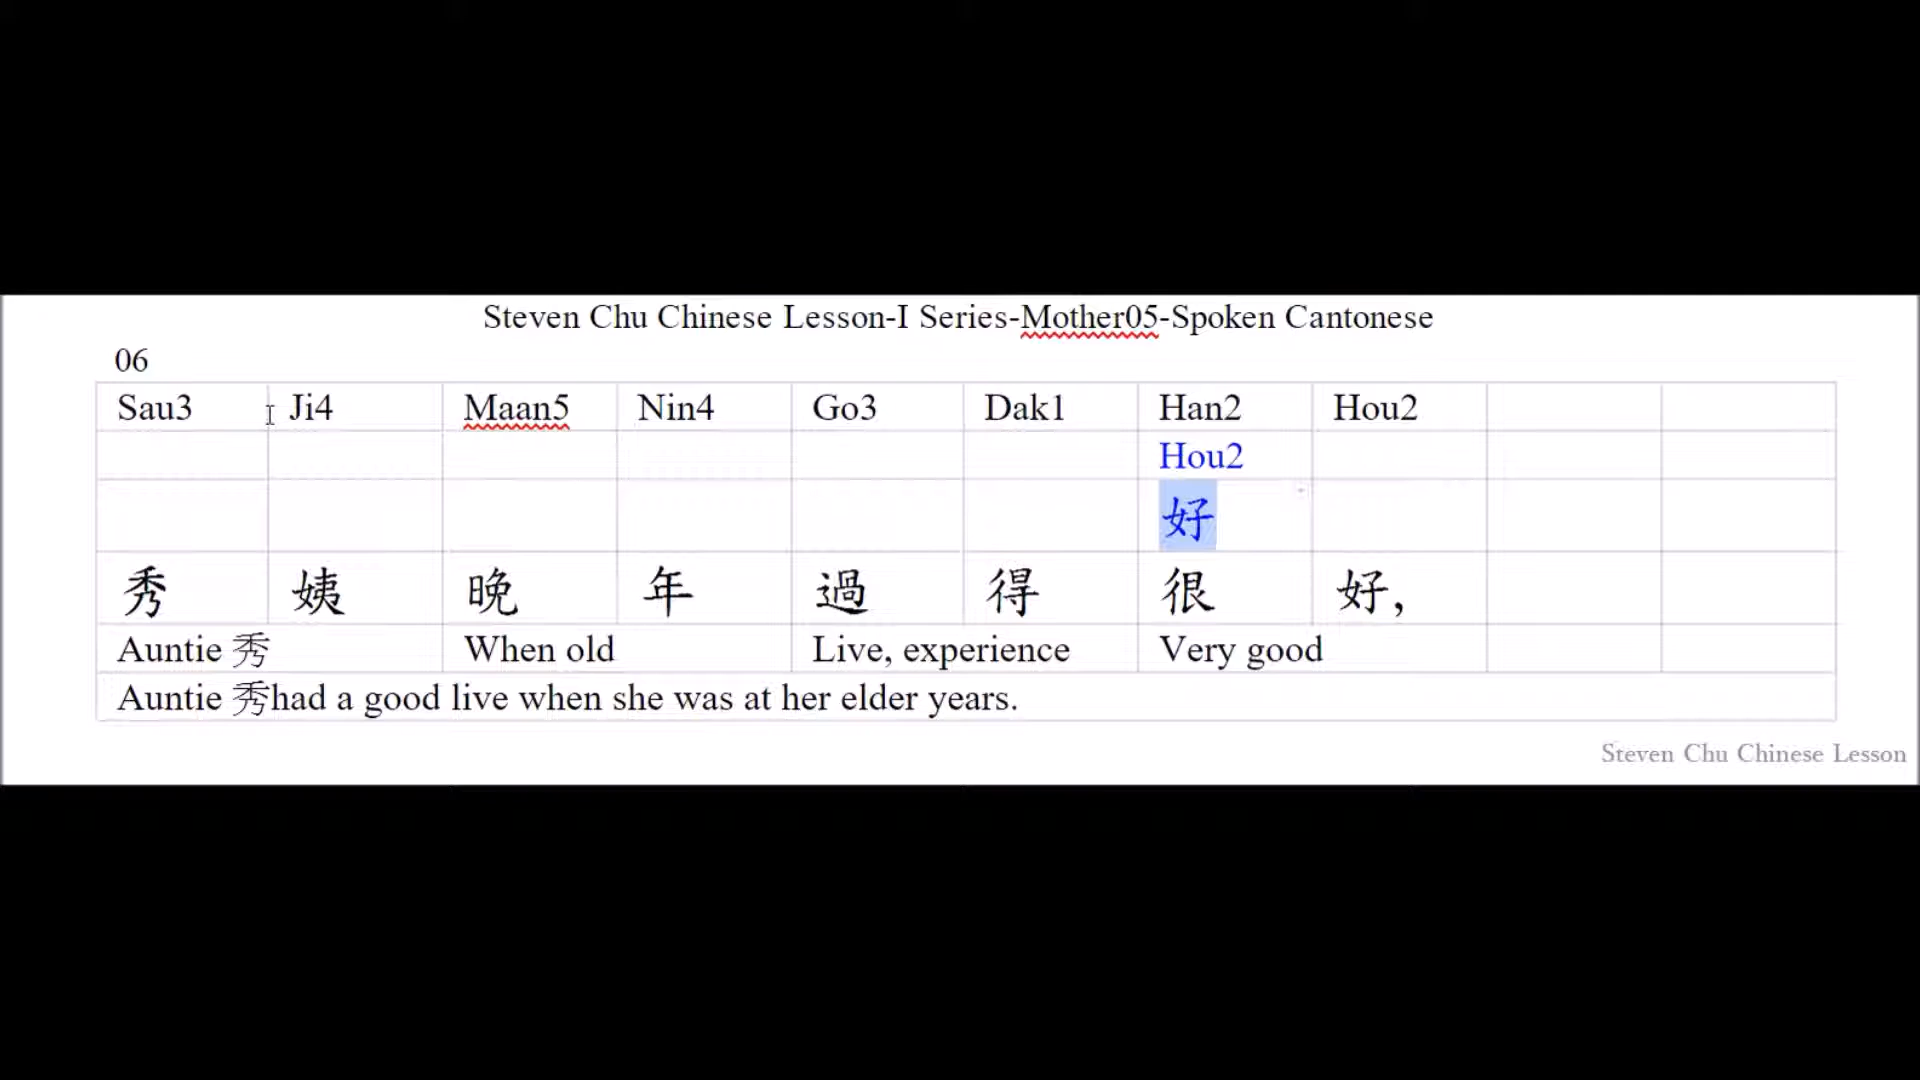 Steven Chu Chinese Lesson-I Series-Mother05-Spoken Cantonese
06
Sau3 Ji4 Maan5 Nin4 Go3 Dak1 Han2 Hou2
Hou2
好
秀 姨 晚 年 過 得 很 好,
Auntie 秀 When old Live, experience Very good
Auntie 秀had a good live when she was at her elder years.
Steven Chu Chinese Lesson